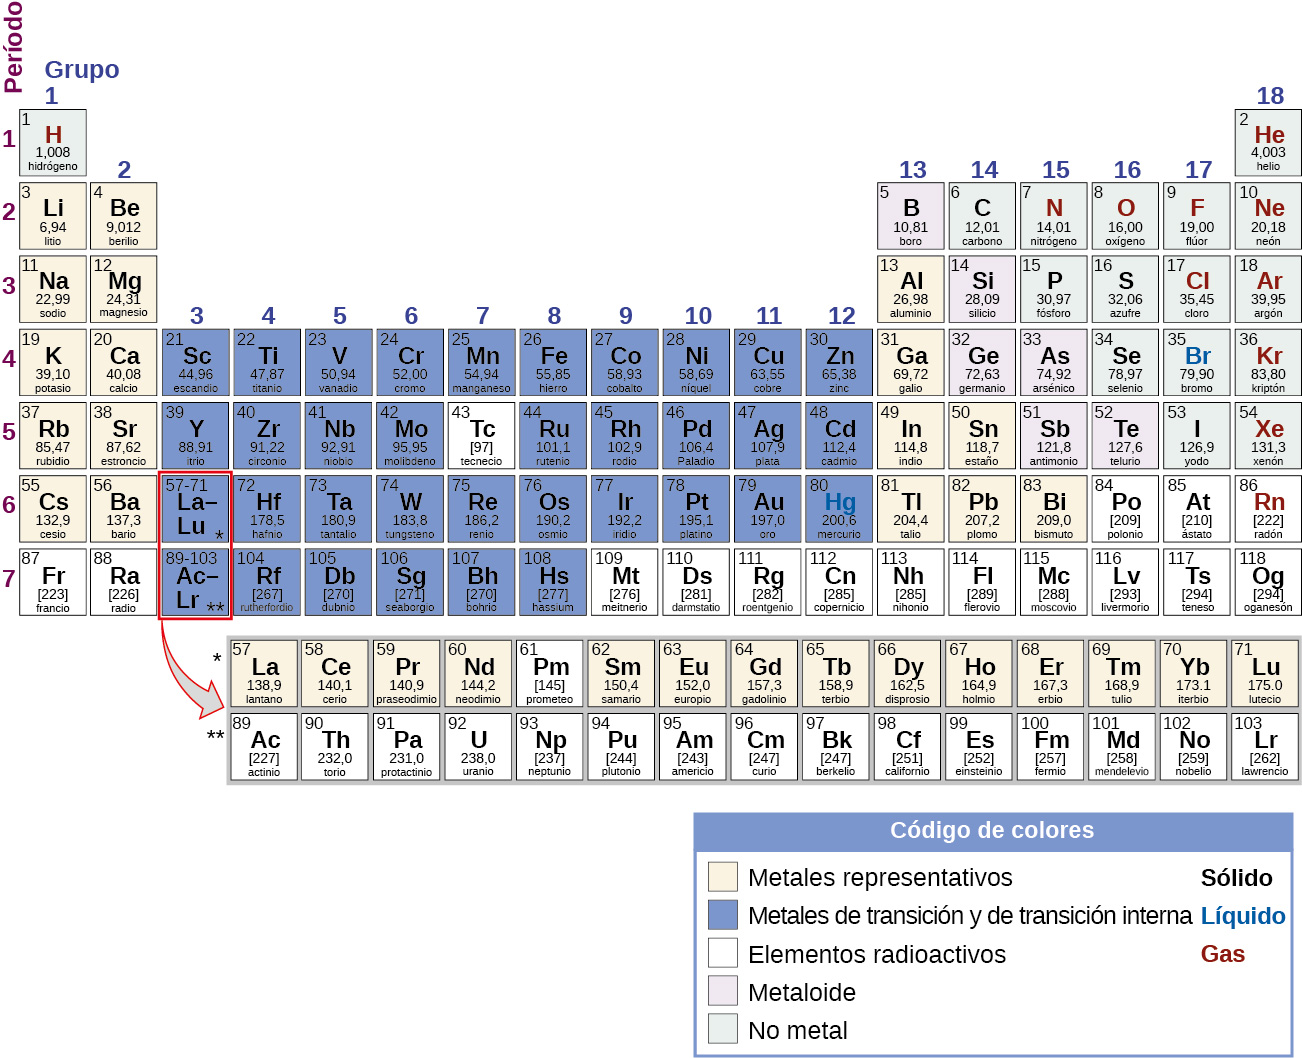 Período
Grupo
1 18
1
1 H 1,008 hidrógeno
2 He 4,003 helio
2 13 14 15 16 17
2
3 Li 6,94 litio
4 Be 9,012 berilio
5 B 10,81 boro
6 C 12,01 carbono
7 N 14,01 nitrógeno
8 O 16,00 oxígeno
9 F 19,00 flúor
10 Ne 20,18 neón
3
11 Na 22,99 sodio
12 Mg 24,31 magnesio
13 Al 26,98 aluminio
14 Si 28,09 silicio
15 P 30,97 fósforo
16 S 32,06 azufre
17 Cl 35,45 cloro
18 Ar 39,95 argón
3 4 5 6 7 8 9 10 11 12
4
19 K 39,10 potasio
20 Ca 40,08 calcio
21 Sc 44,96 escandio
22 Ti 47,87 titanio
23 V 50,94 vanadio
24 Cr 52,00 cromo
25 Mn 54,94 manganeso
26 Fe 55,85 hierro
27 Co 58,93 cobalto
28 Ni 58,69 níquel
29 Cu 63,55 cobre
30 Zn 65,38 zinc
31 Ga 69,72 galio
32 Ge 72,63 germanio
33 As 74,92 arsénico
34 Se 78,97 selenio
35 Br 79,90 bromo
36 Kr 83,80 kriptón
5
37 Rb 85,47 rubidio
38 Sr 87,62 estroncio
39 Y 88,91 itrio
40 Zr 91,22 circonio
41 Nb 92,91 niobio
42 Mo 95,95 molibdeno
43 Tc [97] tecnecio
44 Ru 101,1 rutenio
45 Rh 102,9 rodio
46 Pd 106,4 Paladio
47 Ag 107,9 plata
48 Cd 112,4 cadmio
49 In 114,8 indio
50 Sn 118,7 estaño
51 Sb 121,8 antimonio
52 Te 127,6 telurio
53 I 126,9 yodo
54 Xe 131,3 xenón
6
55 Cs 132,9 cesio
56 Ba 137,3 bario
57-71 La– Lu *
72 Hf 178,5 hafnio
73 Ta 180,9 tantalio
74 W 183,8 tungsteno
75 Re 186,2 renio
76 Os 190,2 osmio
77 Ir 192,2 iridio
78 Pt 195,1 platino
79 Au 197,0 oro
80 Hg 200,6 mercurio
81 Tl 204,4 talio
82 Pb 207,2 plomo
83 Bi 209,0 bismuto
84 Po [209] polonio
85 At [210] ástato
86 Rn [222] radón
7
87 Fr [223] francio
88 Ra [226] radio
89-103 Ac– Lr **
104 Rf [267] rutherfordio
105 Db [270] dubnio
106 Sg [271] seaborgio
107 Bh [270] bohrio
108 Hs [277] hassium
109 Mt [276] meitnerio
110 Ds [281] darmstatio
111 Rg [282] roentgenio
112 Cn [285] copernicio
113 Nh [285] nihonio
114 Fl [289] flerovio
115 Mc [288] moscovio
116 Lv [293] livermorio
117 Ts [294] teneso
118 Og [294] oganesón
*
57 La 138,9 lantano
58 Ce 140,1 cerio
59 Pr 140,9 praseodimio
60 Nd 144,2 neodimio
61 Pm [145] prometeo
62 Sm 150,4 samario
63 Eu 152,0 europio
64 Gd 157,3 gadolinio
65 Tb 158,9 terbio
66 Dy 162,5 disprosio
67 Ho 164,9 holmio
68 Er 167,3 erbio
69 Tm 168,9 tulio
70 Yb 173.1 iterbio
71 Lu 175.0 lutecio
**
89 Ac [227] actinio
90 Th 232,0 torio
91 Pa 231,0 protactinio
92 U 238,0 uranio
93 Np [237] neptunio
94 Pu [244] plutonio
95 Am [243] americio
96 Cm [247] curio
97 Bk [247] berkelio
98 Cf [251] californio
99 Es [252] einsteinio
100 Fm [257] fermio
101 Md [258] mendelevio
102 No [259] nobelio
103 Lr [262] lawrencio
Código de colores
Metales representativos Sólido
Metales de transición y de transición interna Líquido
Elementos radioactivos Gas
Metaloide
No metal